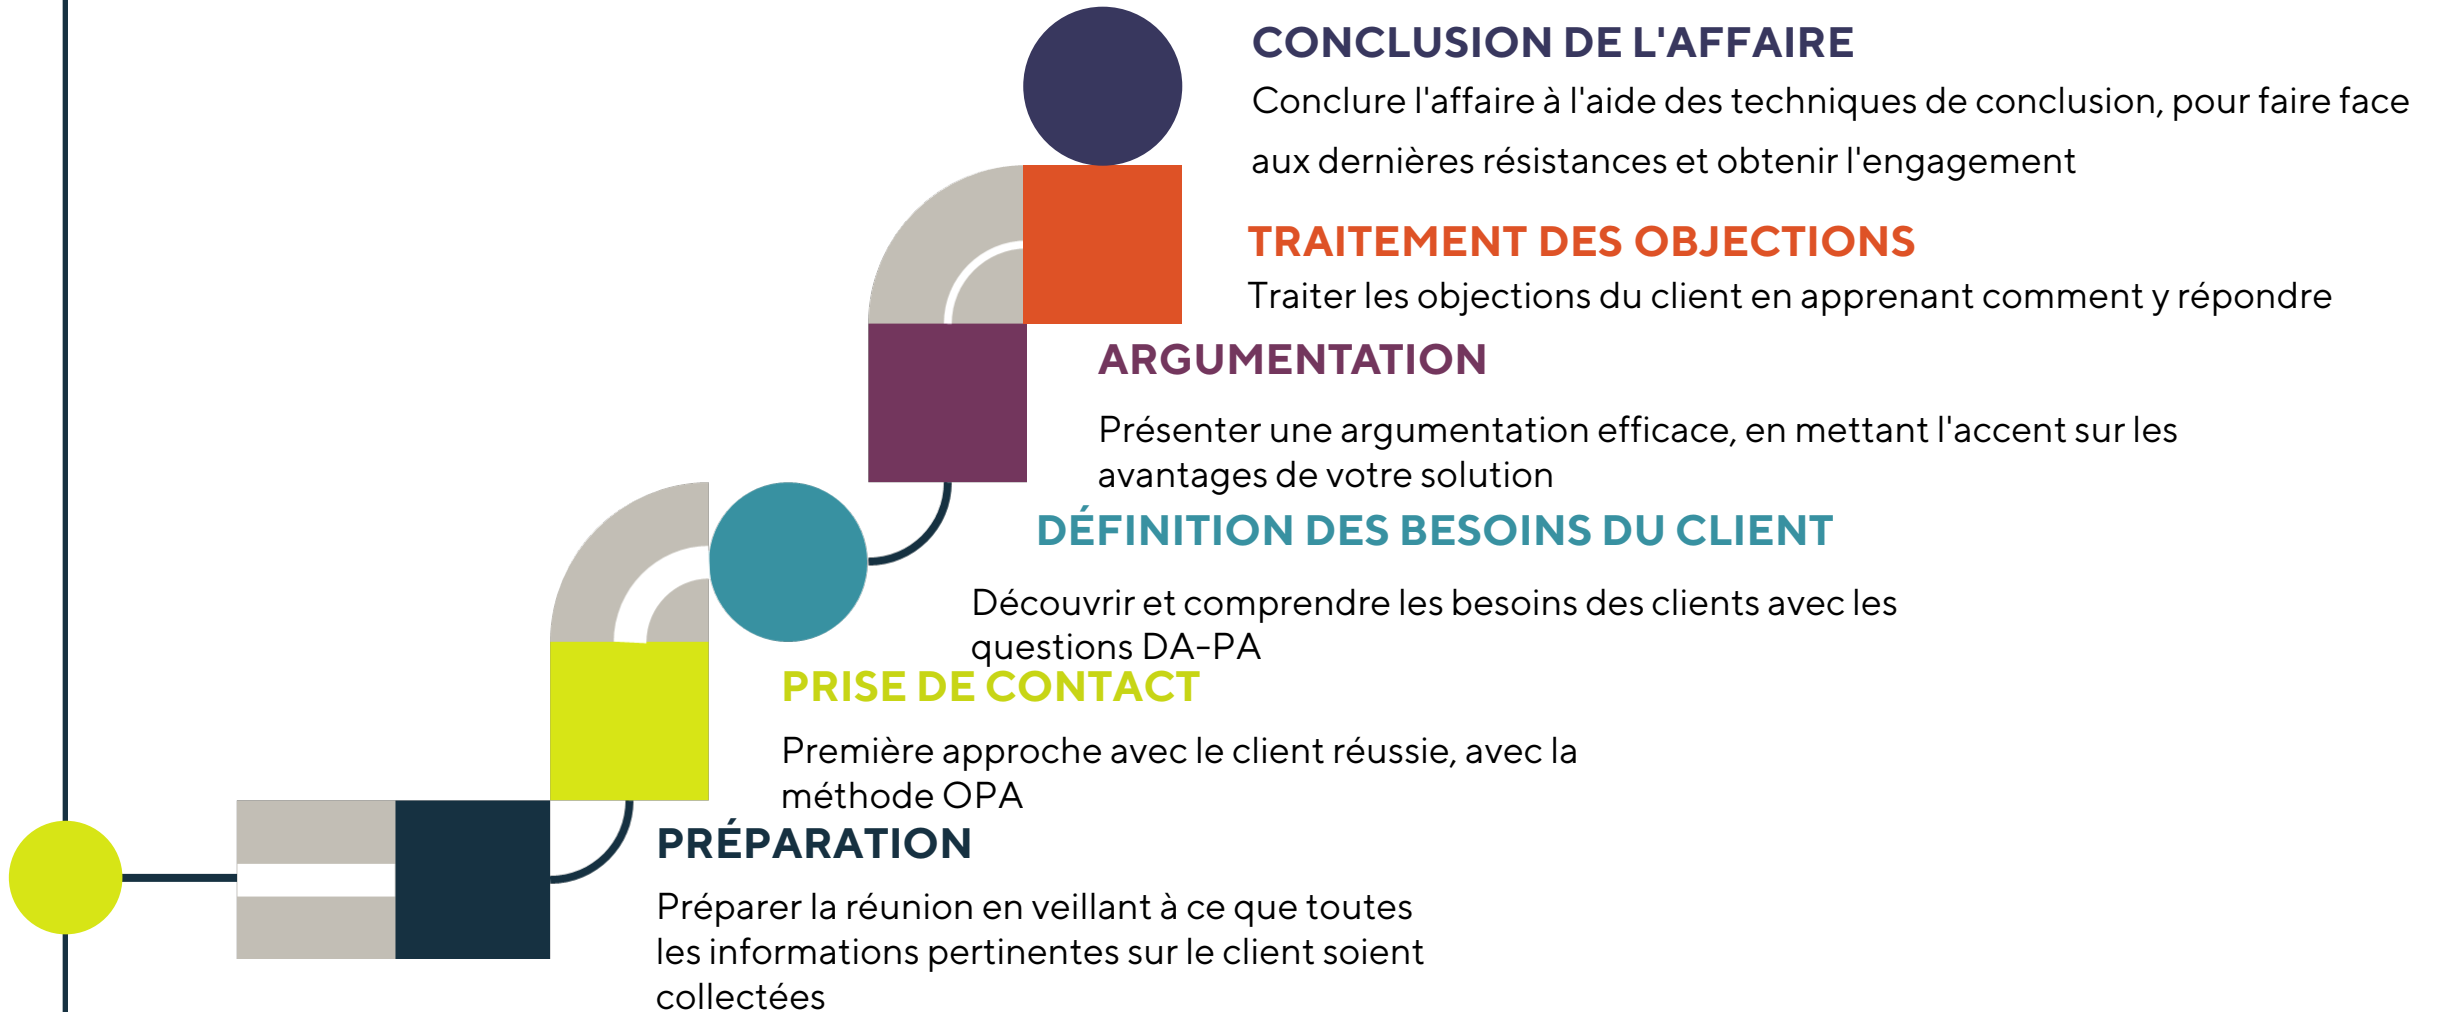 CONCLUSION DE L'AFFAIRE
Conclure l'affaire à l'aide des techniques de conclusion, pour faire face
aux dernières résistances et obtenir l'engagement
TRAITEMENT DES OBJECTIONS
Traiter les objections du client en apprenant comment y répondre
ARGUMENTATION
Présenter une argumentation efficace, en mettant l'accent sur les
avantages de votre solution
DÉFINITION DES BESOINS DU CLIENT
Découvrir et comprendre les besoins des clients avec les
questions DA-PA
PRISE DE CONTACT
Première approche avec le client réussie, avec la
méthode OPA
PRÉPARATION
Préparer la réunion en veillant à ce que toutes
les informations pertinentes sur le client soient
collectées